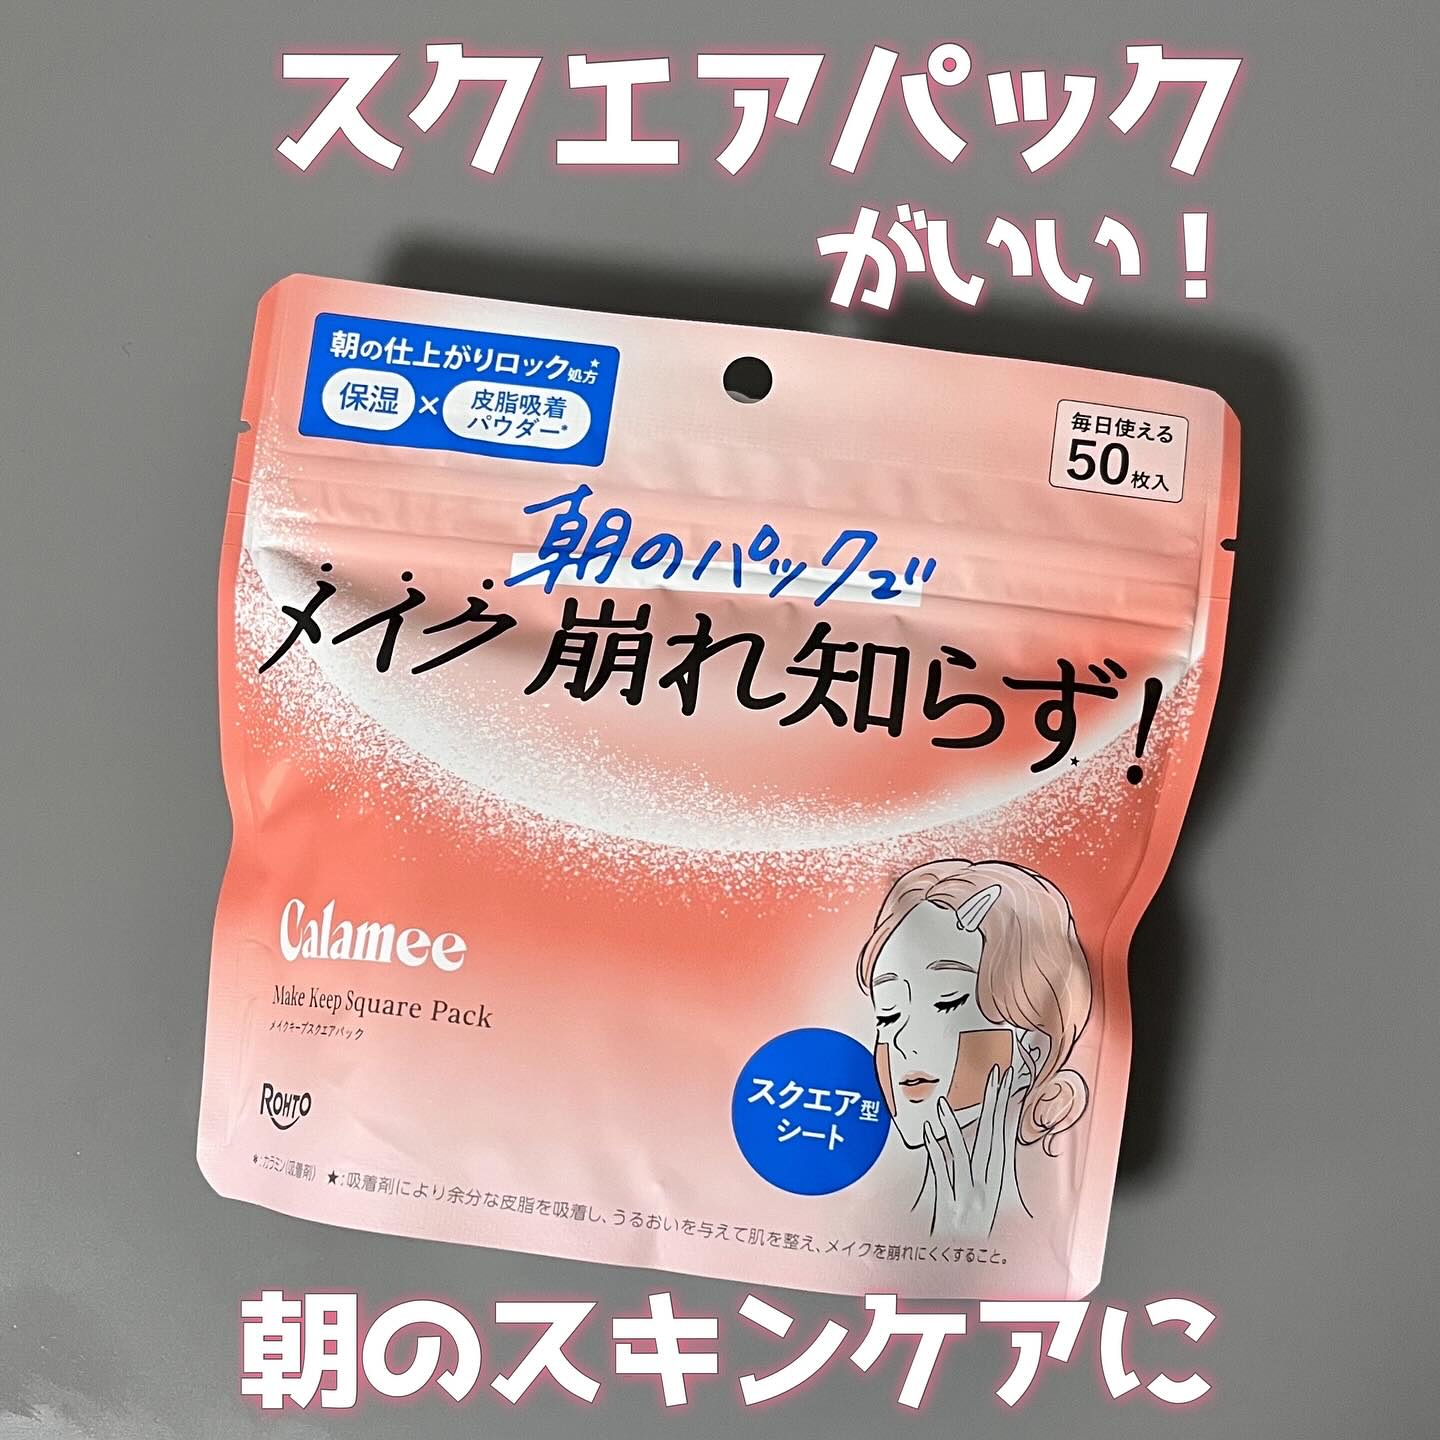 スクエアパック
がいい！
朝の仕上がりロック処方★
保湿×皮脂吸着パウダー*
毎日使える
50枚入
朝のパックで
メイク崩れ知らず！
★
Calamee
Make Keep Square Pack
メイクキープスクエアパック
スクエア型
シート
ROHTO
*:カラミン(吸着剤) ★:吸着剤により余分な皮脂を吸着し、うるおいを与えて肌を整え、メイクを崩れにくくすること。
朝のスキンケアに